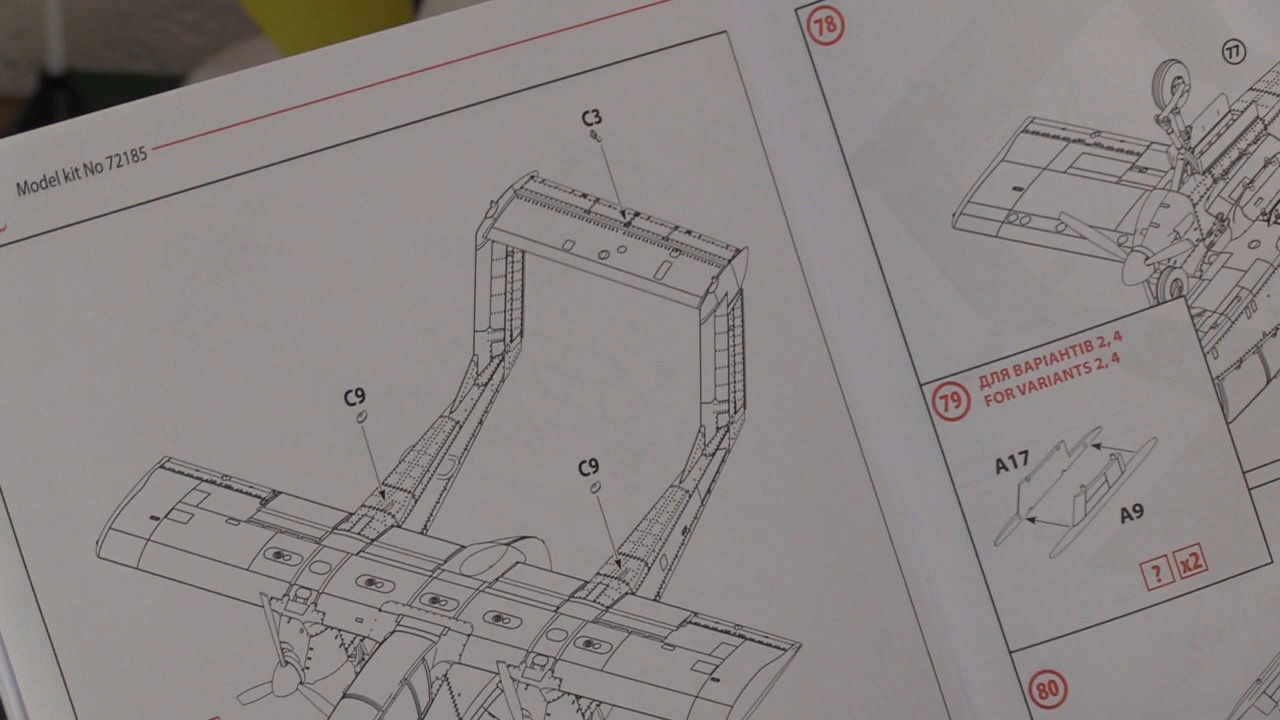 Model kit No 72185
C3
C9
C9
78
77
79
ДЛЯ ВАРІАНТІВ 2, 4
FOR VARIANTS 2, 4
A17
A9
? x2
80